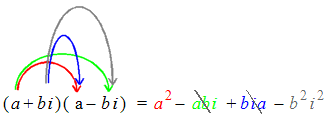 (a+bi)(a−bi) = a² − abi + bia − b²i²